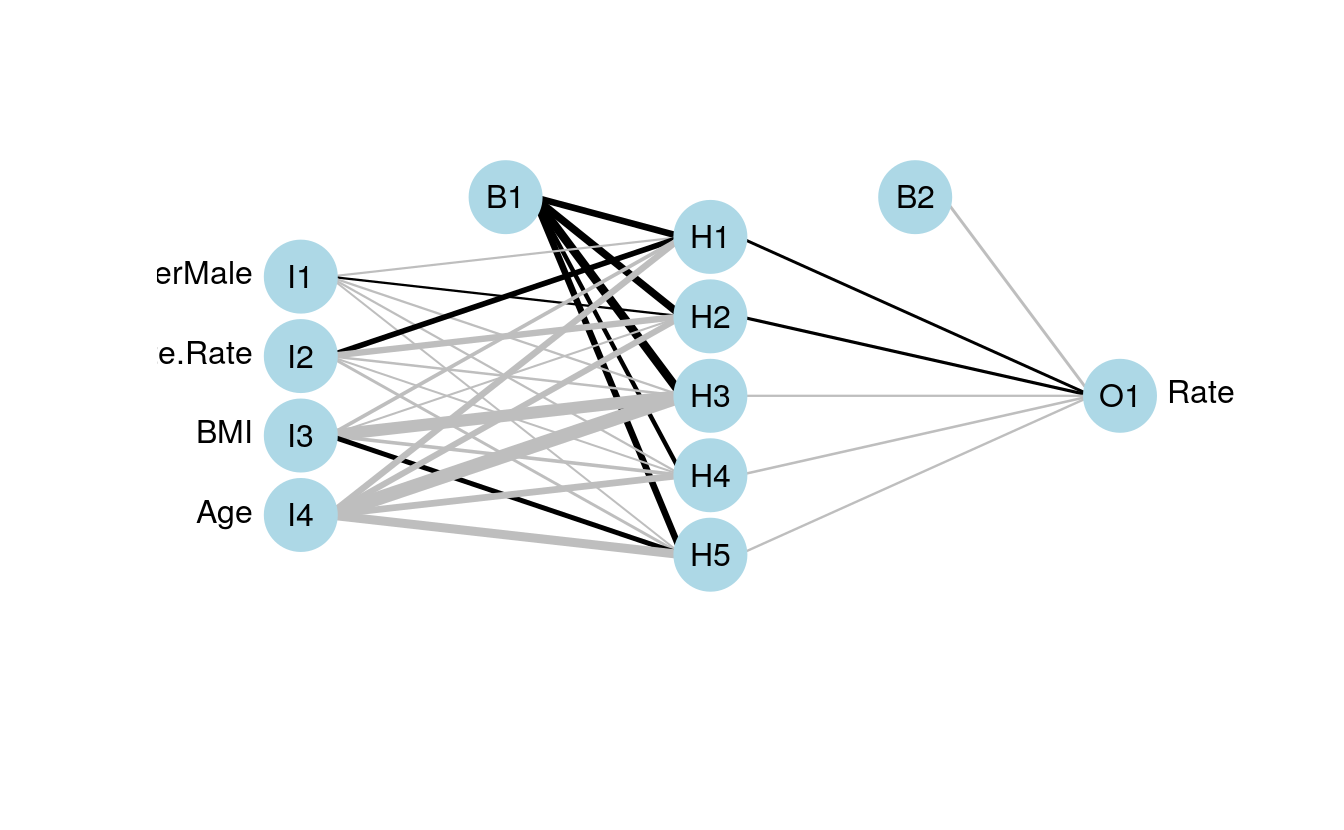 B1
B2
H1
erMale I1
H2
e.Rate I2
H3
O1 Rate
BMI I3
H4
Age I4
H5